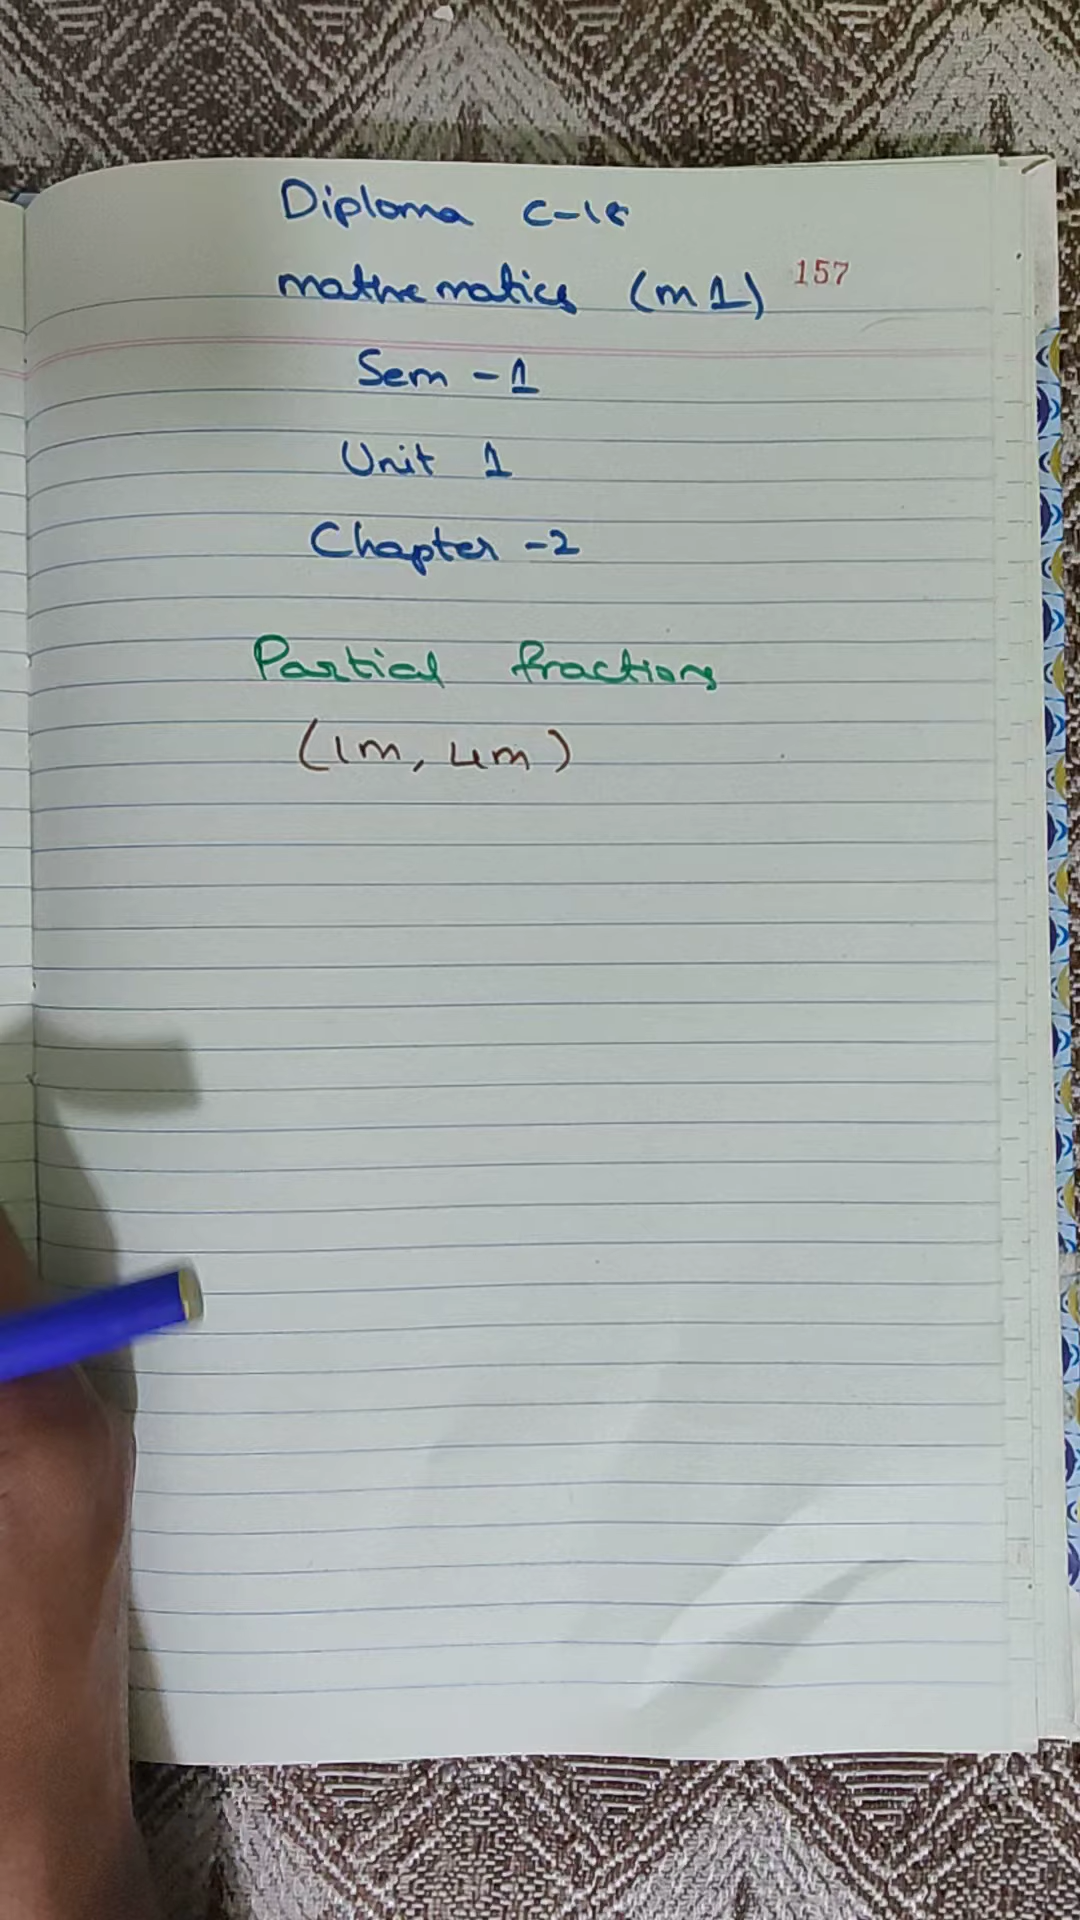 Diploma C-18
mathematics (m1) 157
Sem - 1
Unit 1
Chapter - 2
Partial fractions
(1m, 4m)